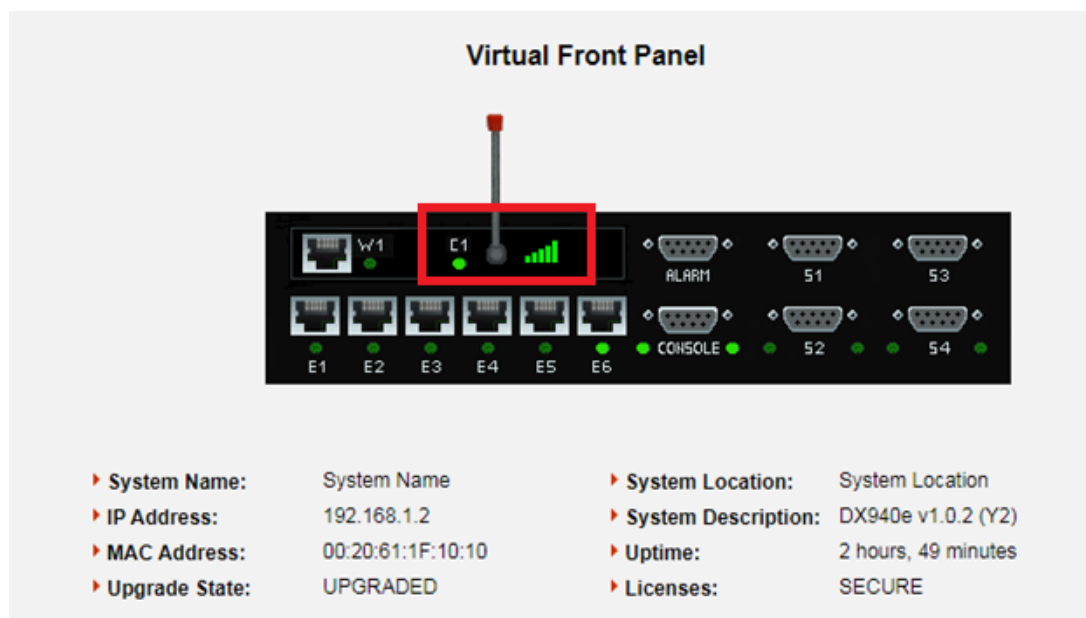 Virtual Front Panel
W1
C1
ALARM
S1
S3
E1
E2
E3
E4
E5
E6
CONSOLE
S2
S4
System Name: System Name System Location: System Location
IP Address: 192.168.1.2 System Description: DX940e v1.0.2 (Y2)
MAC Address: 00:20:61:1F:10:10 Uptime: 2 hours, 49 minutes
Upgrade State: UPGRADED Licenses: SECURE